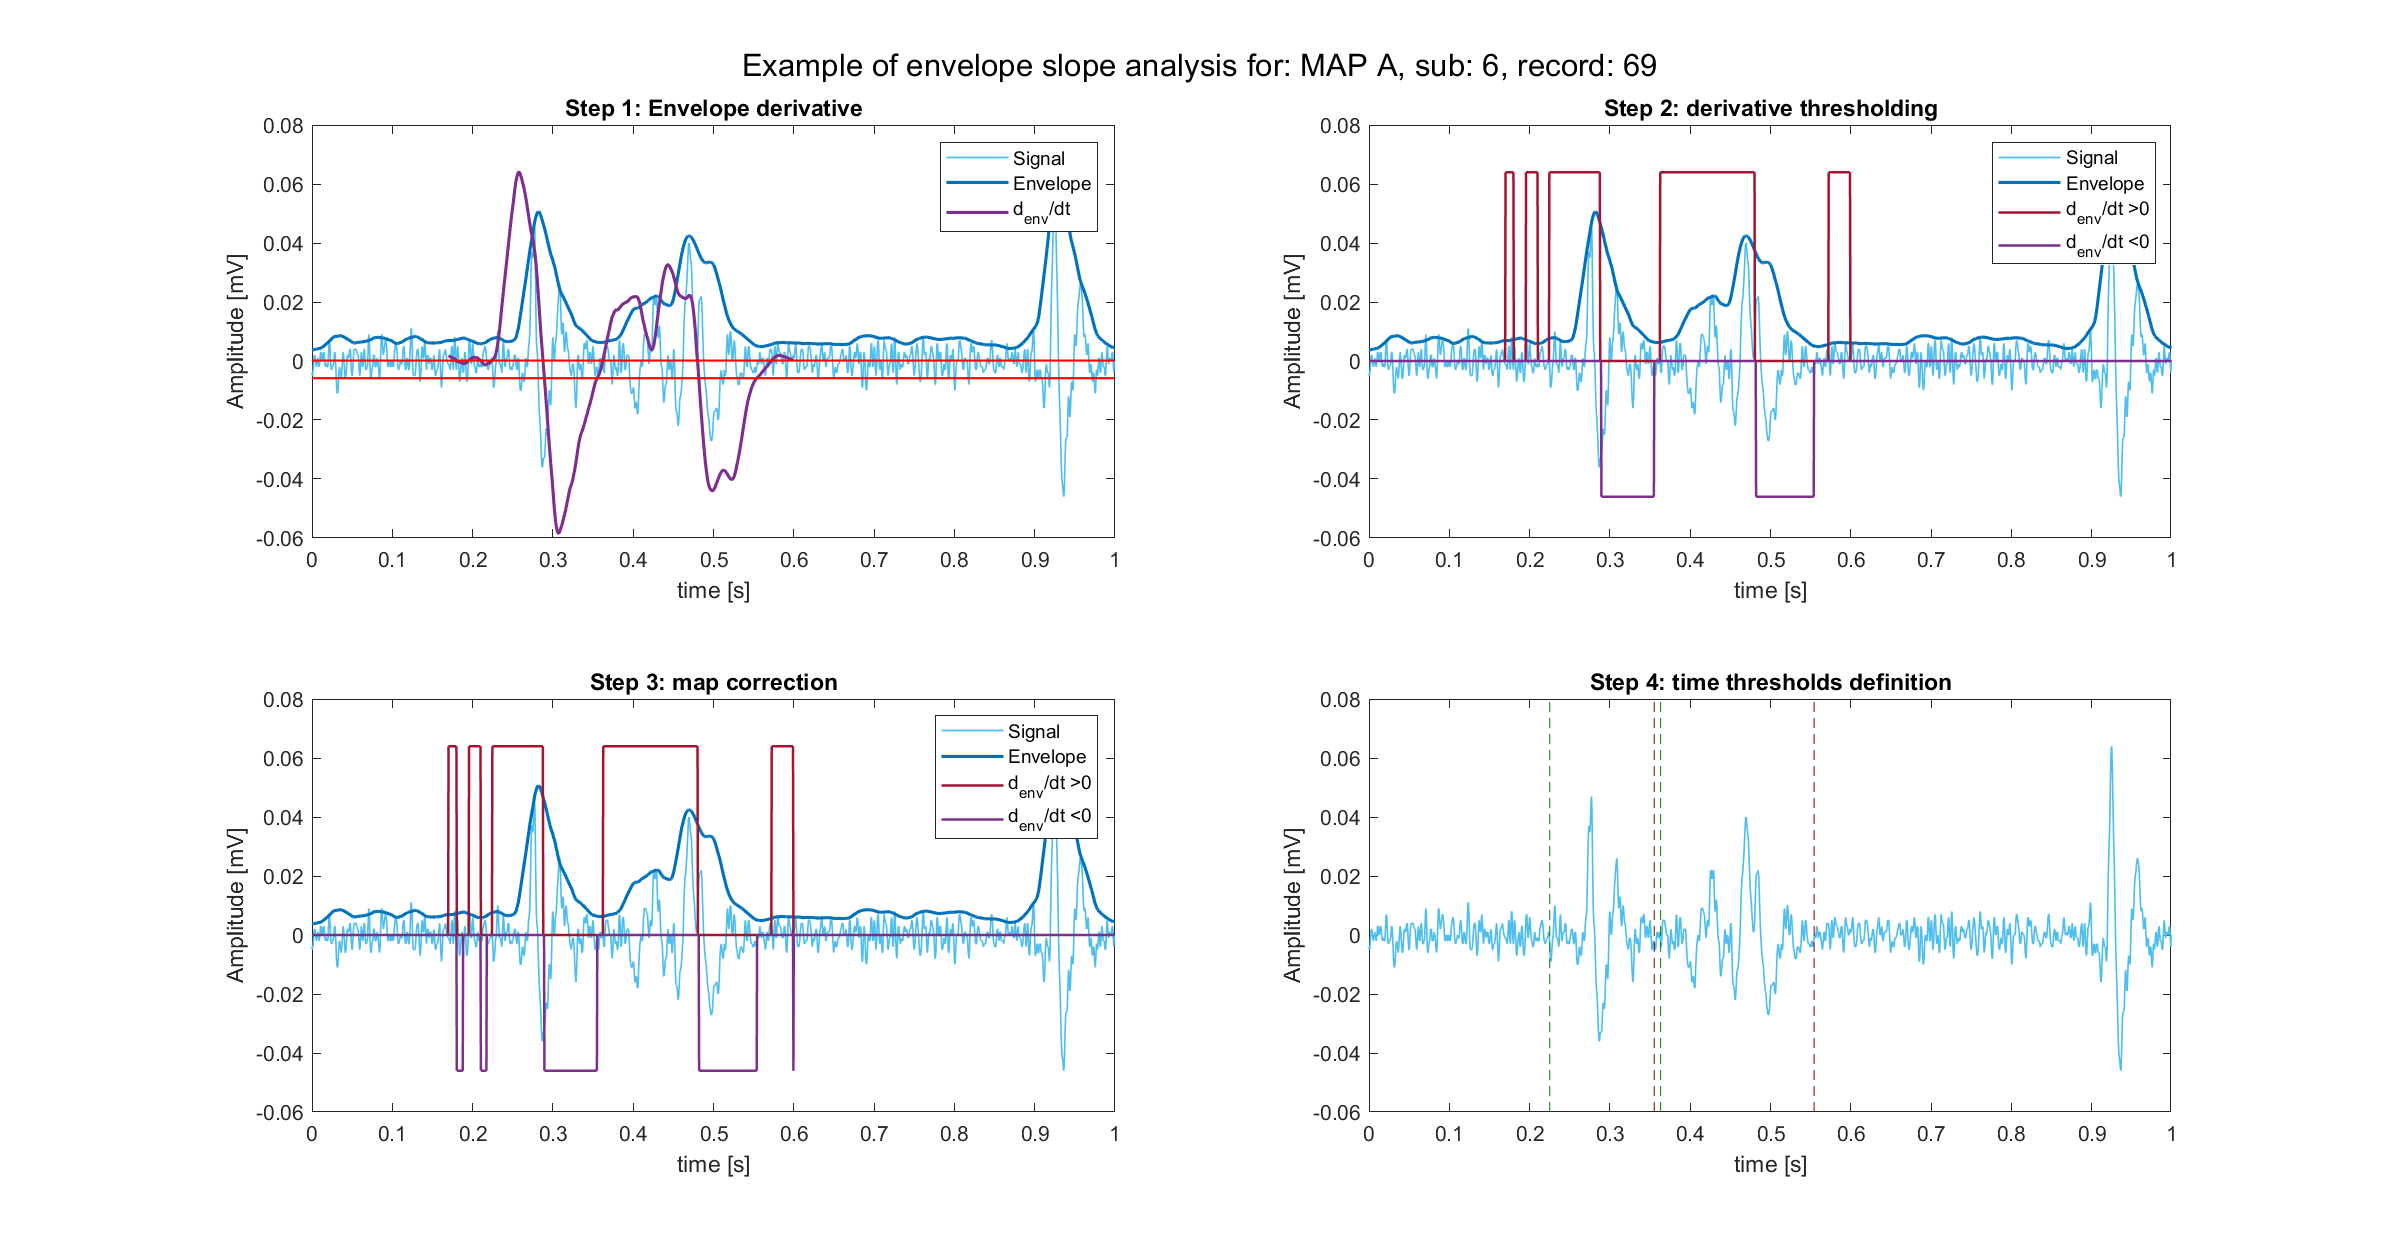 Example of envelope slope analysis for: MAP A, sub: 6, record: 69
Step 1: Envelope derivative
0.08
0.06
0.04
0.02
0
-0.02
-0.04
-0.06
Amplitude [mV]
0 0.1 0.2 0.3 0.4 0.5 0.6 0.7 0.8 0.9 1
time [s]
Signal
Envelope
d_env/dt
Step 2: derivative thresholding
0.08
0.06
0.04
0.02
0
-0.02
-0.04
-0.06
Amplitude [mV]
0 0.1 0.2 0.3 0.4 0.5 0.6 0.7 0.8 0.9 1
time [s]
Signal
Envelope
d_env/dt >0
d_env/dt <0
Step 3: map correction
0.08
0.06
0.04
0.02
0
-0.02
-0.04
-0.06
Amplitude [mV]
0 0.1 0.2 0.3 0.4 0.5 0.6 0.7 0.8 0.9 1
time [s]
Signal
Envelope
d_env/dt >0
d_env/dt <0
Step 4: time thresholds definition
0.08
0.06
0.04
0.02
0
-0.02
-0.04
-0.06
Amplitude [mV]
0 0.1 0.2 0.3 0.4 0.5 0.6 0.7 0.8 0.9 1
time [s]